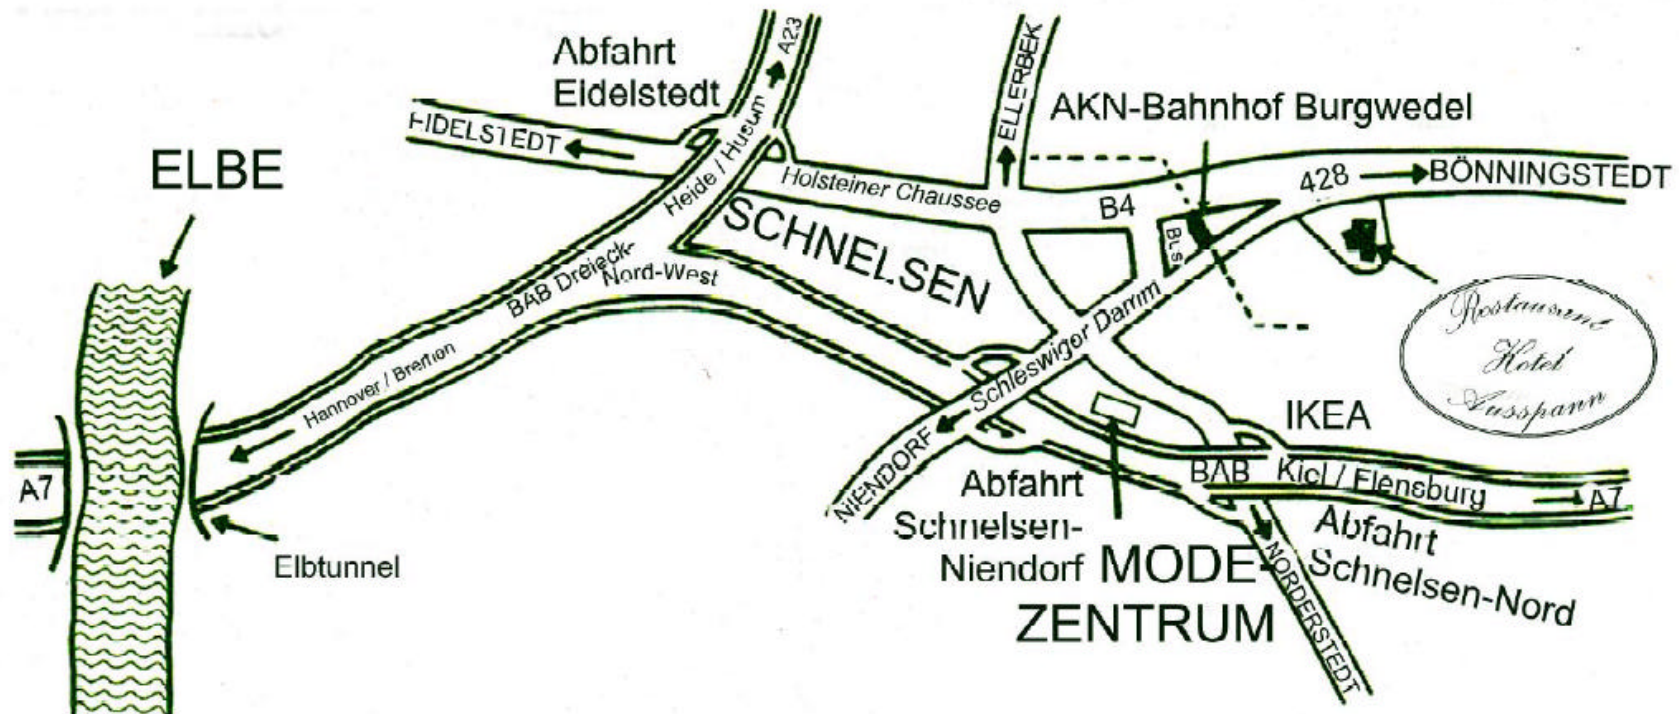 Abfahrt
Eidelstedt
A23
Heide / Husum
EIDELSTEDT
ELLERBEK
AKN-Bahnhof Burgwedel
ELBE
Holsteiner Chaussee
B4
428
BÖNNINGSTEDT
SCHNELSEN
Bus
BAB Dreieck
Nord-West
Schleswiger Damm
Restaurant
Hotel
Ausspann
Hannover / Bremen
IKEA
A7
NIENDORF
BAB
Kiel / Flensburg
A7
Abfahrt
Schnelsen-
Niendorf
Abfahrt
Schnelsen-Nord
Elbtunnel
MODE-
ZENTRUM
NORDERSTEDT